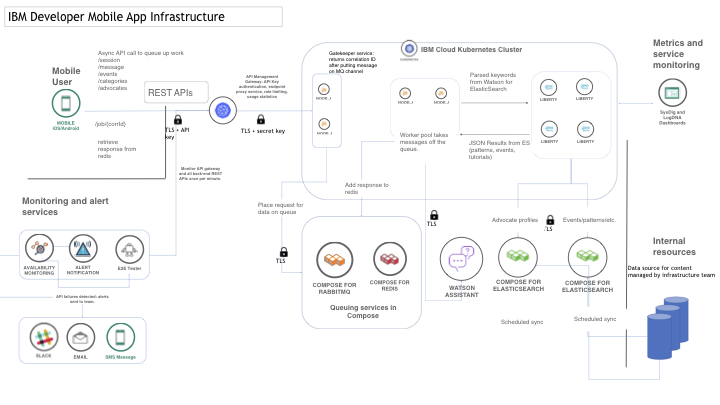 IBM Developer Mobile App Infrastructure
Async API call to queue up work
/session
/message
/events
/categories
/advocates
Mobile
User
MOBILE
iOS/Android
REST APIs
/job/{corrId}
retrieve
response from
redis
TLS + API
key
API Management
Gateway: API Key
authentication, endpoint
proxy service, rate limiting,
usage statistics
TLS + secret key
Monitor API gateway
and all back-end REST
APIs once per minute.
Gatekeeper service:
returns correlation ID
after putting message
on MQ channel
IBM Cloud Kubernetes Cluster
NODE.J
NODE.J
NODE.J
NODE.J
Parsed keywords
from Watson for
ElasticSearch
LIBERTY
LIBERTY
LIBERTY
LIBERTY
Worker pool takes
messages off the
queue.
JSON Results from ES
(patterns, events,
tutorials)
Metrics and
service
monitoring
SysDig and
LogDNA
Dashboards
Monitoring and alert
services
AVAILABILITY
MONITORING
ALERT
NOTIFICATION
E2E Tester
API failures detected: alerts
sent to team.
SLACK
EMAIL
SMS Message
Place request for
data on queue
Add response to
redis
TLS
TLS
TLS
COMPOSE FOR
RABBITMQ
COMPOSE FOR
REDIS
Queuing services in
Compose
WATSON
ASSISTANT
Advocate profiles
Events/patterns/etc.
COMPOSE FOR
ELASTICSEARCH
COMPOSE FOR
ELASTICSEARCH
Scheduled sync
Scheduled sync
Internal
resources
Data source for content
managed by infrastructure team